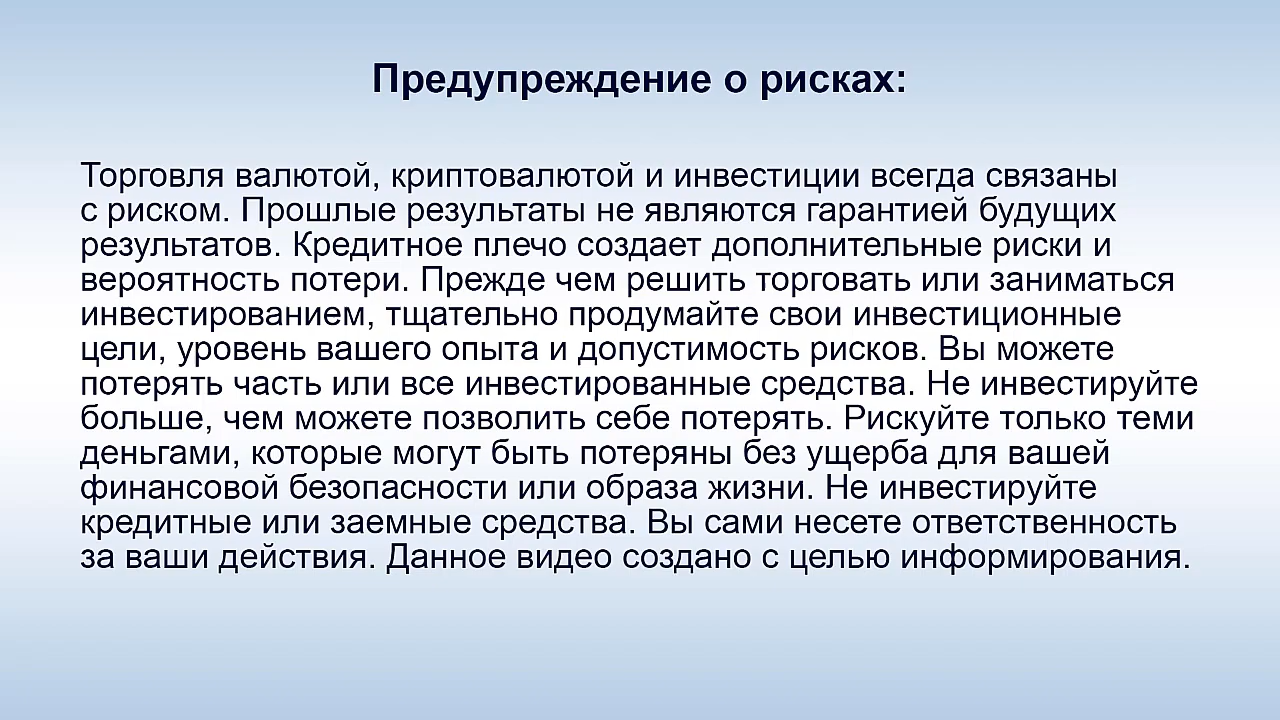 Предупреждение о рисках:
Торговля валютой, криптовалютой и инвестиции всегда связаны
с риском. Прошлые результаты не являются гарантией будущих
результатов. Кредитное плечо создает дополнительные риски и
вероятность потери. Прежде чем решить торговать или заниматься
инвестированием, тщательно продумайте свои инвестиционные
цели, уровень вашего опыта и допустимость рисков. Вы можете
потерять часть или все инвестированные средства. Не инвестируйте
больше, чем можете позволить себе потерять. Рискуйте только теми
деньгами, которые могут быть потеряны без ущерба для вашей
финансовой безопасности или образа жизни. Не инвестируйте
кредитные или заемные средства. Вы сами несете ответственность
за ваши действия. Данное видео создано с целью информирования.